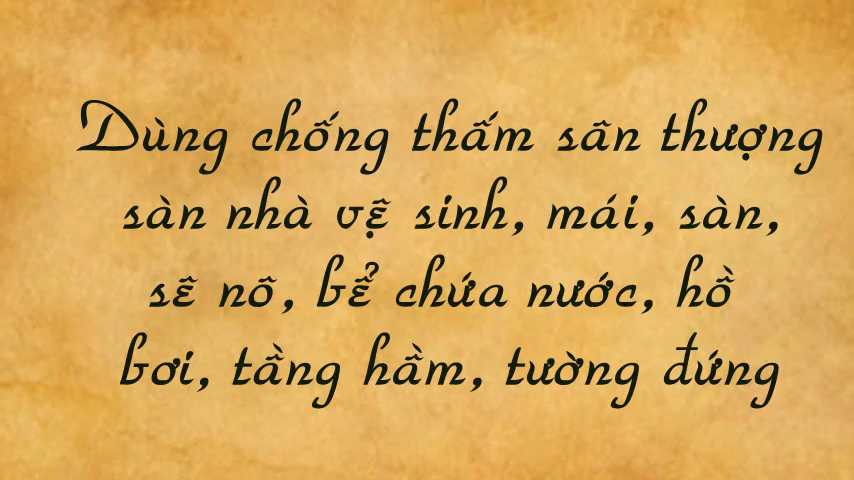 Dùng chống thấm sân thượng
sàn nhà vệ sinh, mái, sàn,
sê nô, bể chứa nước, hồ
bơi, tầng hầm, tường đứng